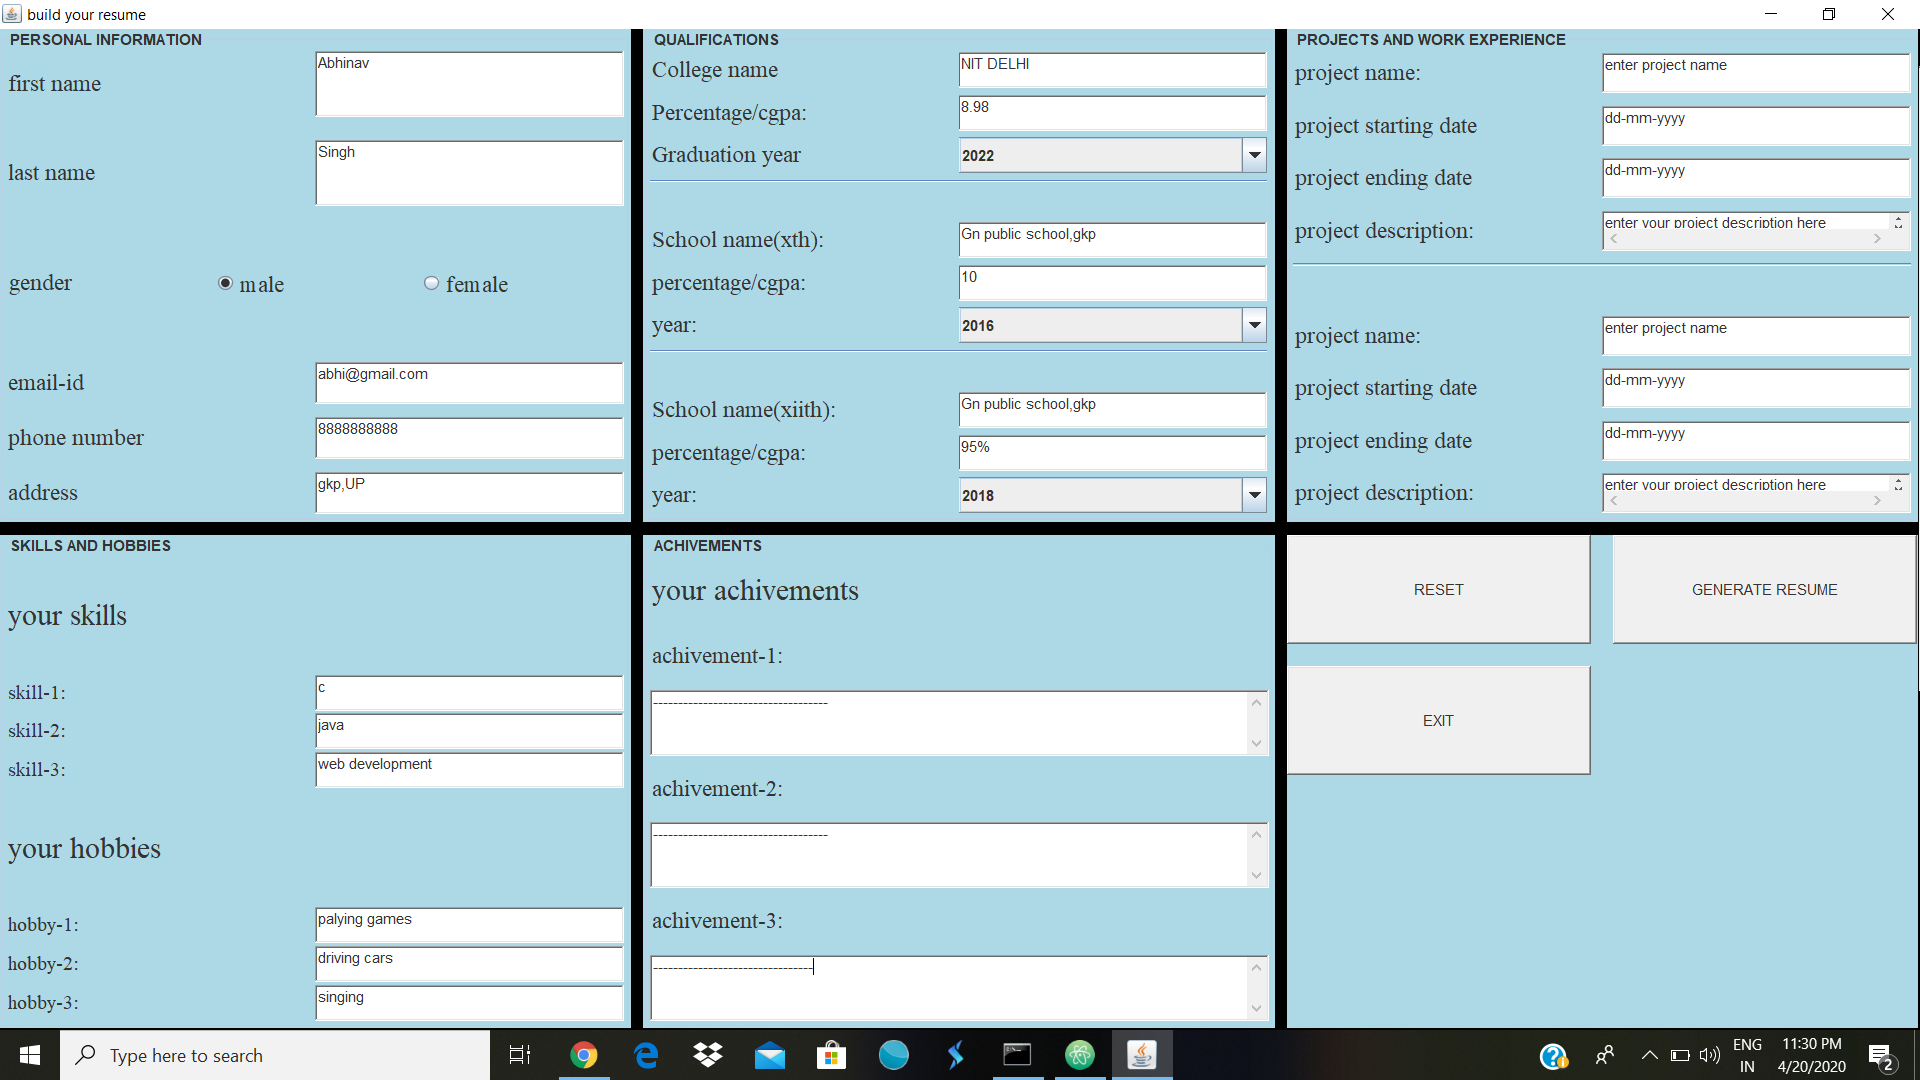 build your resume
PERSONAL INFORMATION
first name
Abhinav
last name
Singh
gender
male
female
email-id
abhi@gmail.com
phone number
8888888888
address
gkp,UP
QUALIFICATIONS
College name
NIT DELHI
Percentage/cgpa:
8.98
Graduation year
2022
School name(xth):
Gn public school,gkp
percentage/cgpa:
10
year:
2016
School name(xiith):
Gn public school,gkp
percentage/cgpa:
95%
year:
2018
PROJECTS AND WORK EXPERIENCE
project name:
enter project name
project starting date
dd-mm-yyyy
project ending date
dd-mm-yyyy
project description:
enter your project description here
project name:
enter project name
project starting date
dd-mm-yyyy
project ending date
dd-mm-yyyy
project description:
enter your project description here
SKILLS AND HOBBIES
your skills
skill-1:
c
skill-2:
java
skill-3:
web development
your hobbies
hobby-1:
palying games
hobby-2:
driving cars
hobby-3:
singing
ACHIVEMENTS
your achivements
achivement-1:
-----------------------------------
achivement-2:
-----------------------------------
achivement-3:
--------------------------------
RESET
GENERATE RESUME
EXIT
Type here to search
ENG
IN
11:30 PM
4/20/2020
2